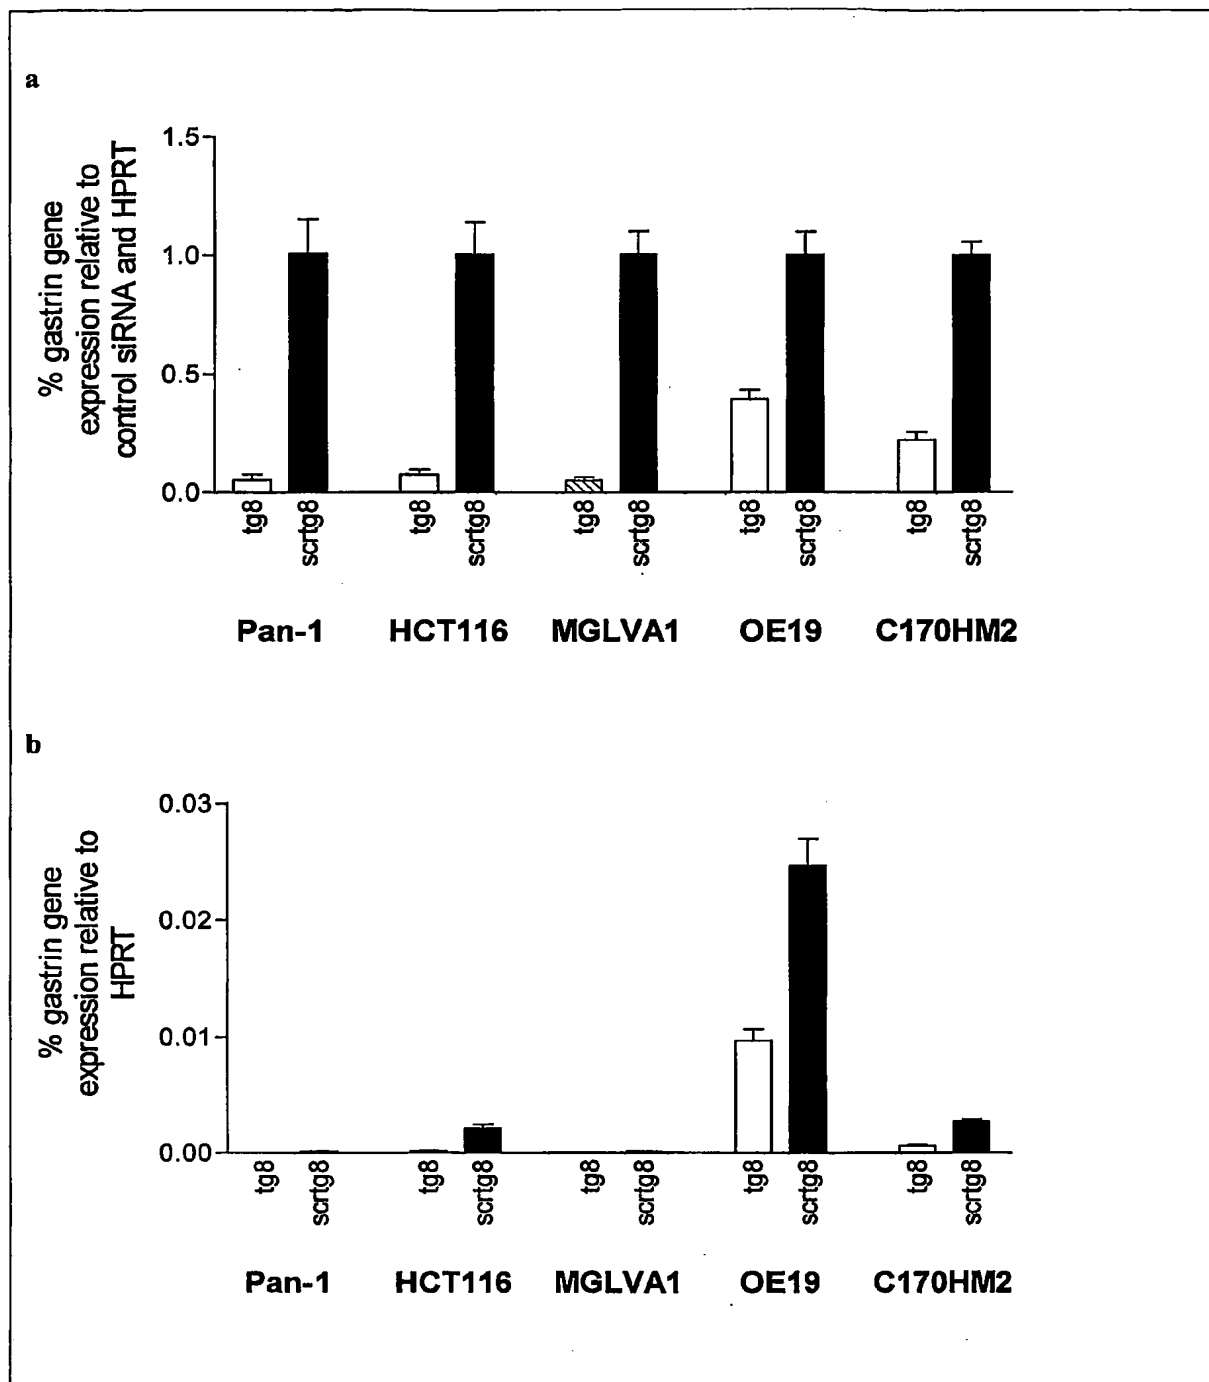 a
% gastrin gene
expression relative to
control siRNA and HPRT
1.5
1.0
0.5
0.0
tg8 scrtg8 tg8 scrtg8 tg8 scrtg8 tg8 scrtg8 tg8 scrtg8
Pan-1 HCT116 MGLVA1 OE19 C170HM2
b
% gastrin gene
expression relative to
HPRT
0.03
0.02
0.01
0.00
tg8 scrtg8 tg8 scrtg8 tg8 scrtg8 tg8 scrtg8 tg8 scrtg8
Pan-1 HCT116 MGLVA1 OE19 C170HM2